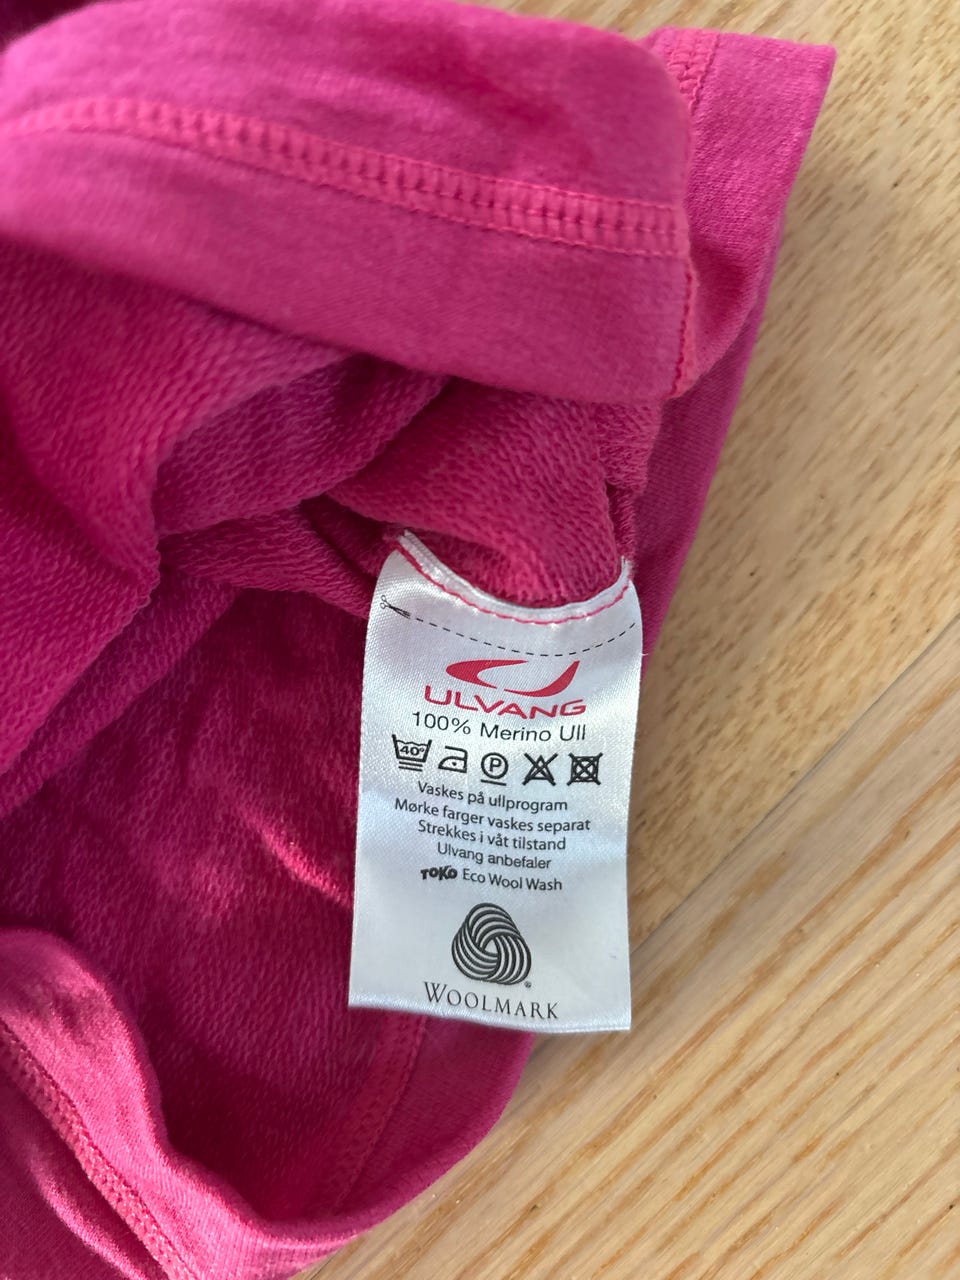 ULVANG
100% Merino Ull
40° P
Vaskes på ullprogram
Mørke farger vaskes separat
Strekkes i våt tilstand
Ulvang anbefaler
TOKO Eco Wool Wash
WOOLMARK